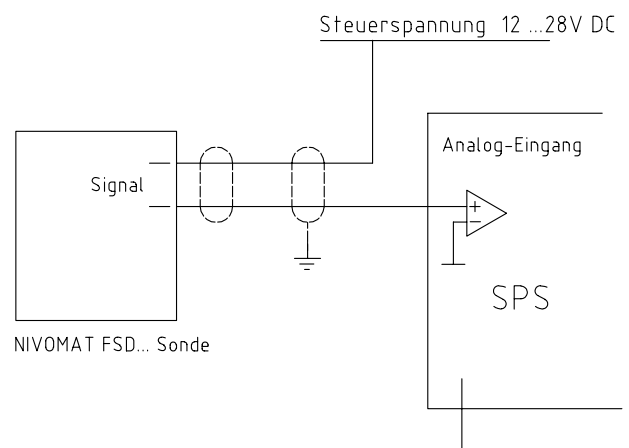 Steuerspannung 12 ...28V DC
Analog-Eingang
Signal
+
−
SPS
NIVOMAT FSD... Sonde